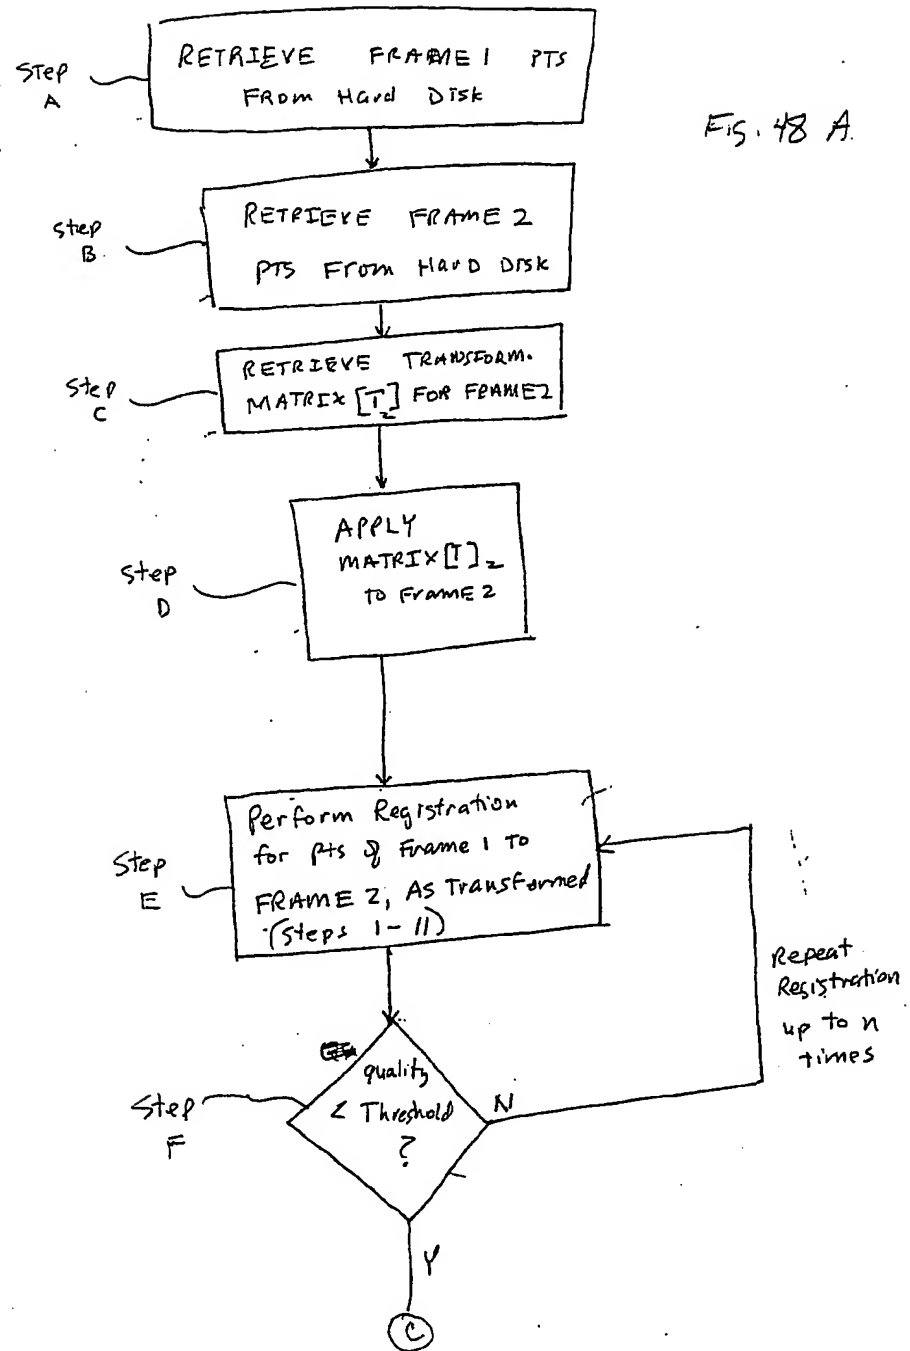 Step
A
RETRIEVE FRAME 1 PTS
FROM Hard DISK
Fig. 48 A.
Step
B.
RETRIEVE FRAME 2
PTS From HarD DISK
Step
C
RETRIEVE TRANSFORM.
MATRIX [T2] FOR FRAME 2
Step
D
APPLY
MATRIX [T]2
TO Frame 2
Step
E
Perform Registration
for Pts of Frame 1 To
FRAME 2, As Transformed
(Steps 1-11)
Repeat
Registration
up to n
times
Step
F
quality
< Threshold
?
N
Y
C